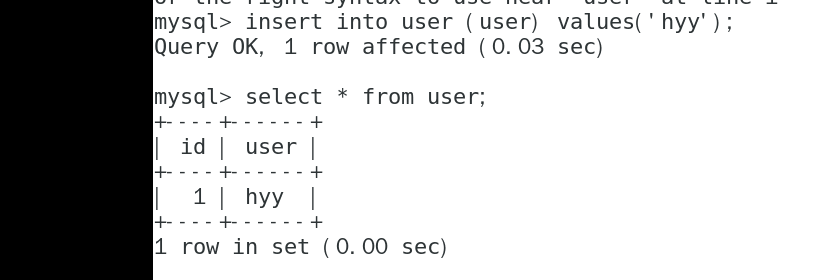 mysql> insert into user (user) values('hyy');
Query OK, 1 row affected (0.03 sec)
mysql> select * from user;
+----+------+
| id | user |
+----+------+
| 1 | hyy |
+----+------+
1 row in set (0.00 sec)